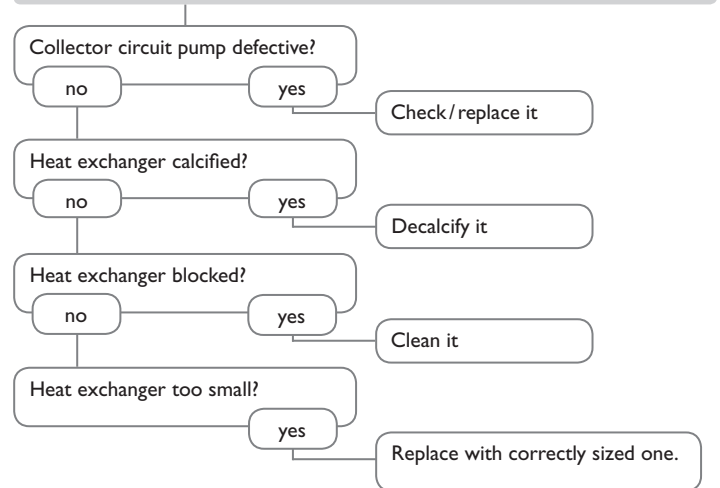 Collector circuit pump defective?
no
yes
Check/replace it
Heat exchanger calcified?
no
yes
Decalcify it
Heat exchanger blocked?
no
yes
Clean it
Heat exchanger too small?
yes
Replace with correctly sized one.